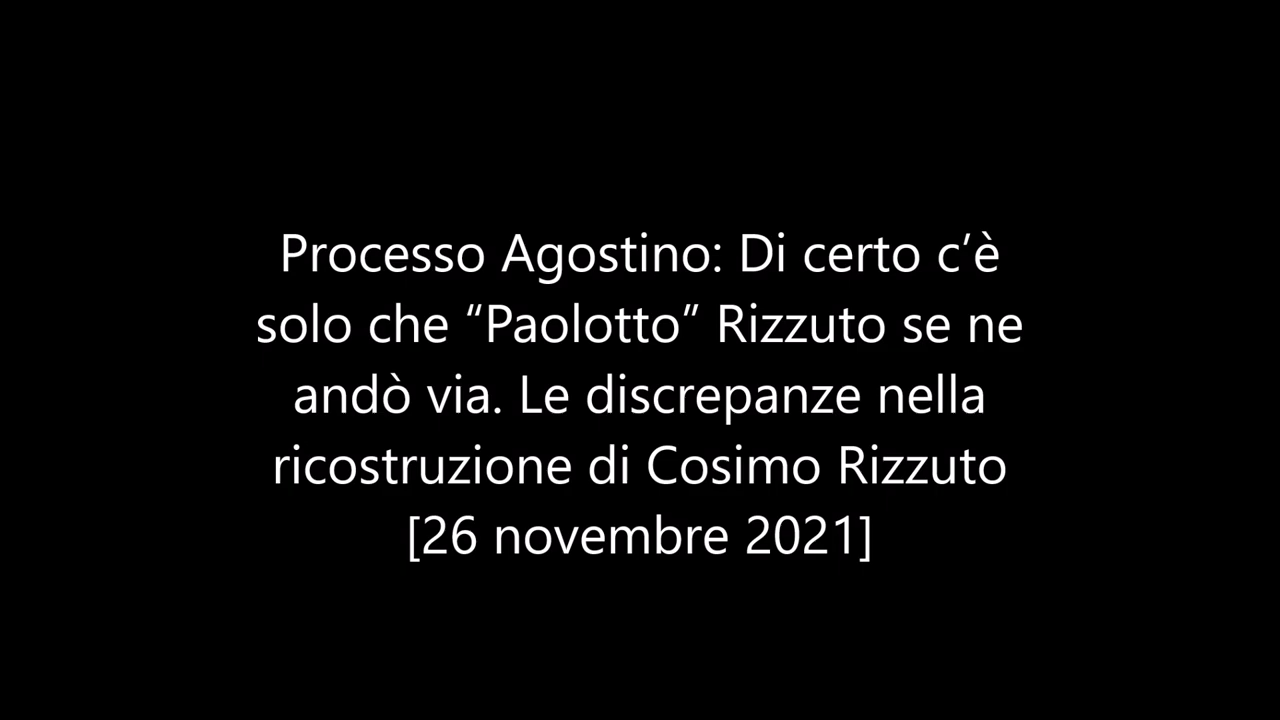 Processo Agostino: Di certo c’è
solo che “Paolotto” Rizzuto se ne
andò via. Le discrepanze nella
ricostruzione di Cosimo Rizzuto
[26 novembre 2021]